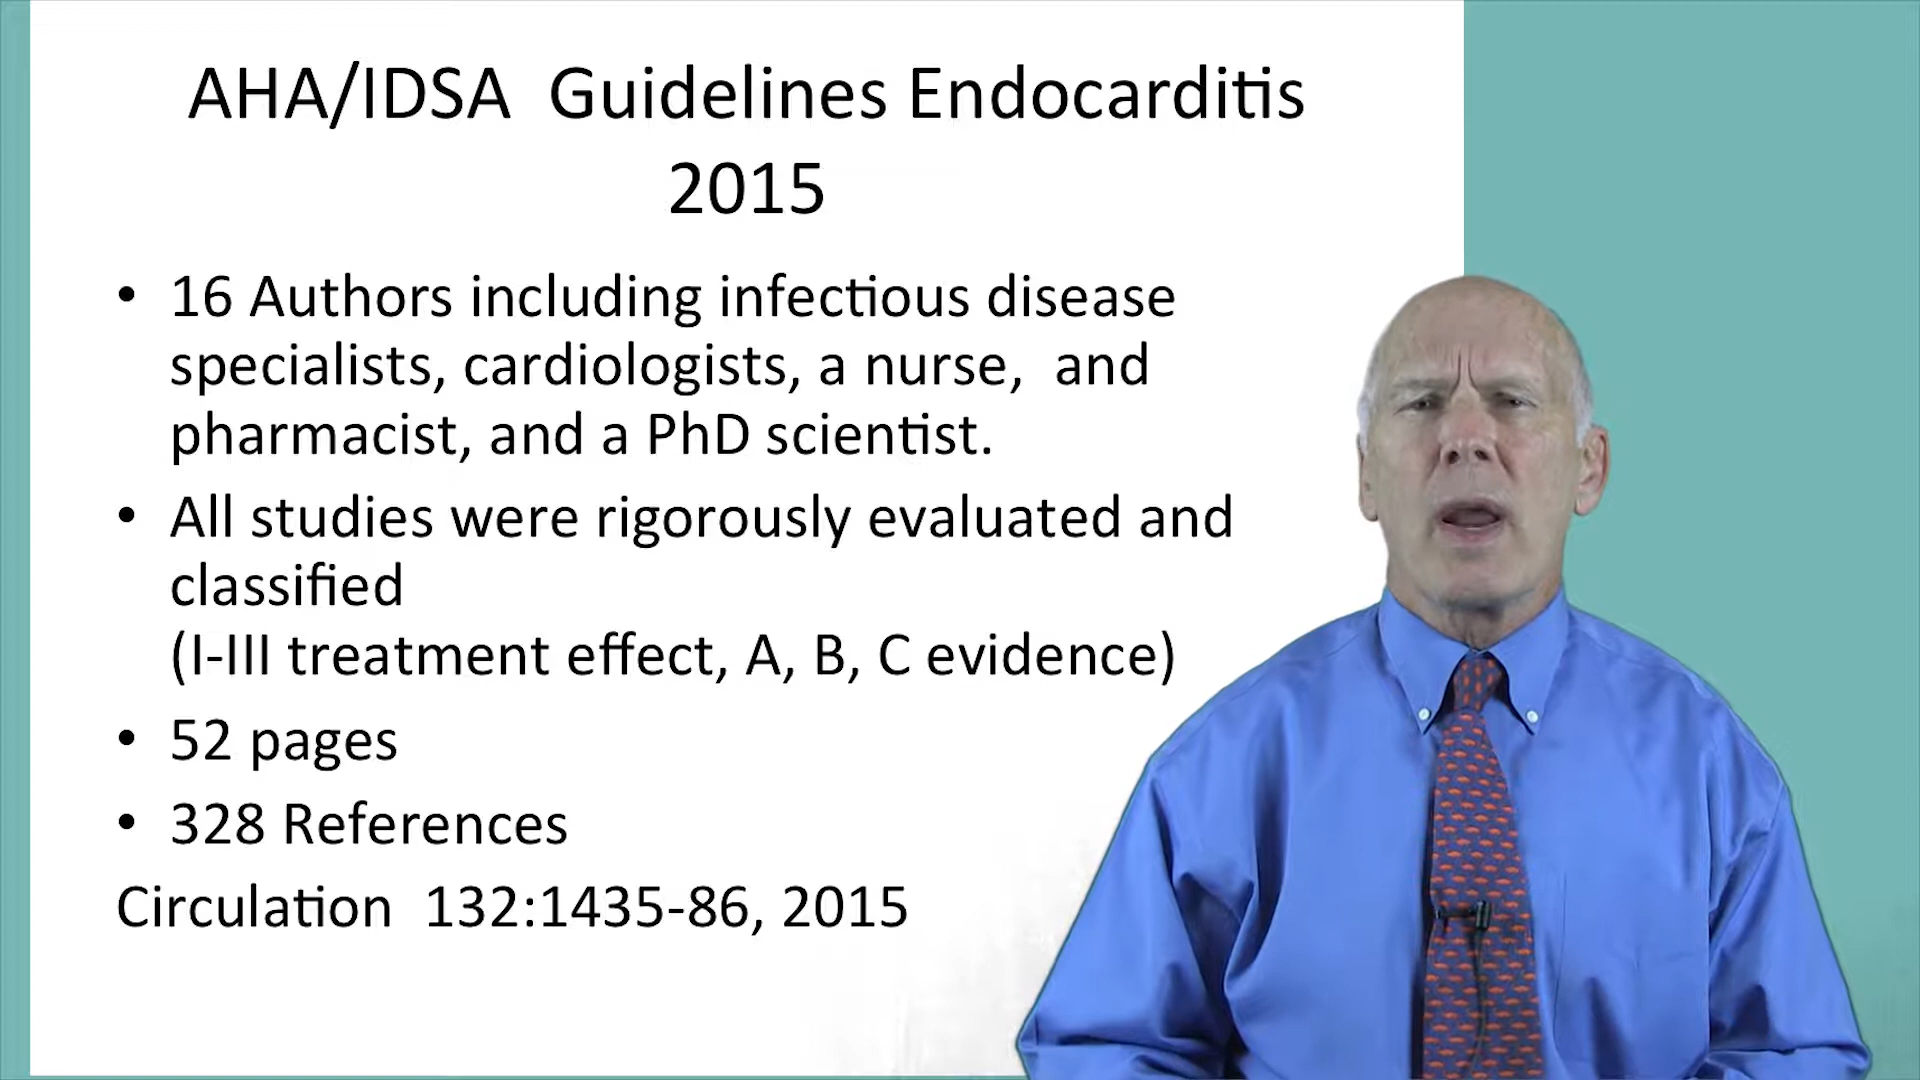 AHA/IDSA  Guidelines Endocarditis
2015
• 16 Authors including infectious disease
specialists, cardiologists, a nurse,  and
pharmacist, and a PhD scientist.
• All studies were rigorously evaluated and
classified
(I-III treatment effect, A, B, C evidence)
• 52 pages
• 328 References
Circulation  132:1435-86, 2015